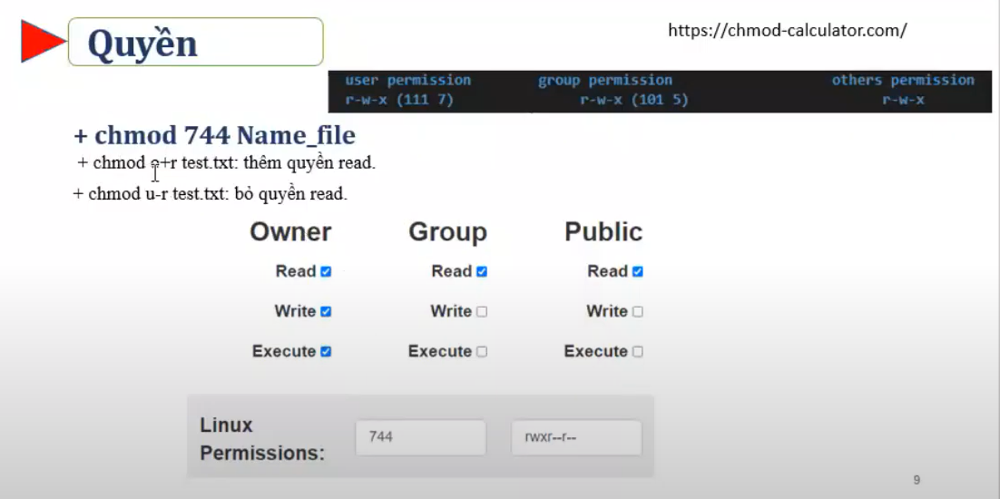 Quyền
https://chmod-calculator.com/
user permission group permission others permission
r-w-x (111 7) r-w-x (101 5) r-w-x
+ chmod 744 Name_file
+ chmod +r test.txt: thêm quyền read.
+ chmod u-r test.txt: bỏ quyền read.
Owner Group Public
Read Read Read
Write Write Write
Execute Execute Execute
Linux
Permissions:
744 rwxr--r--
9